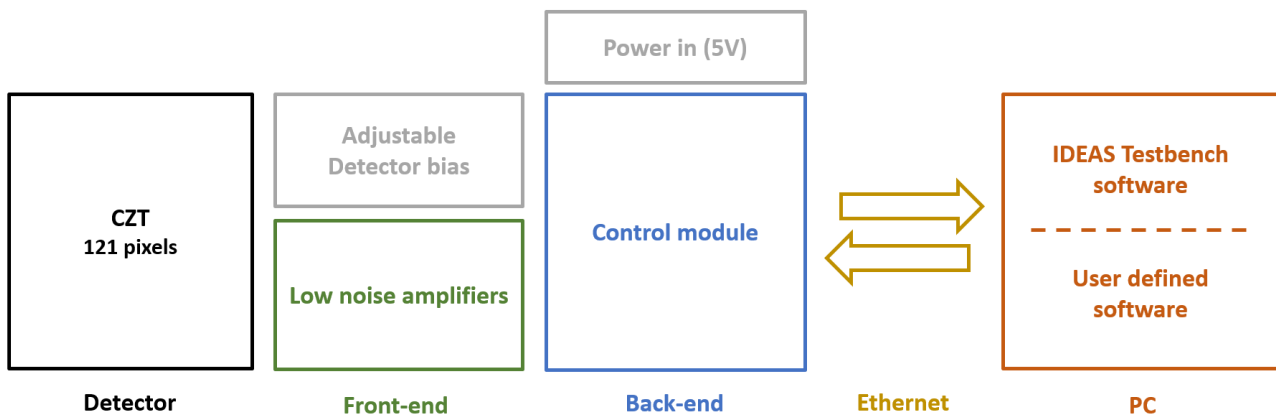 Power in (5V)
Adjustable
Detector bias
CZT
121 pixels
Low noise amplifiers
Control module
IDEAS Testbench
software
User defined
software
Detector
Front-end
Back-end
Ethernet
PC